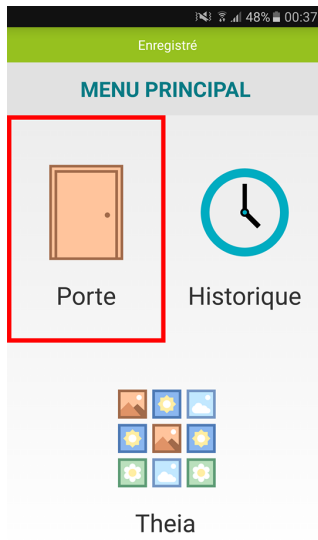 48% 00:37
Enregistré
MENU PRINCIPAL
Porte
Historique
Theia